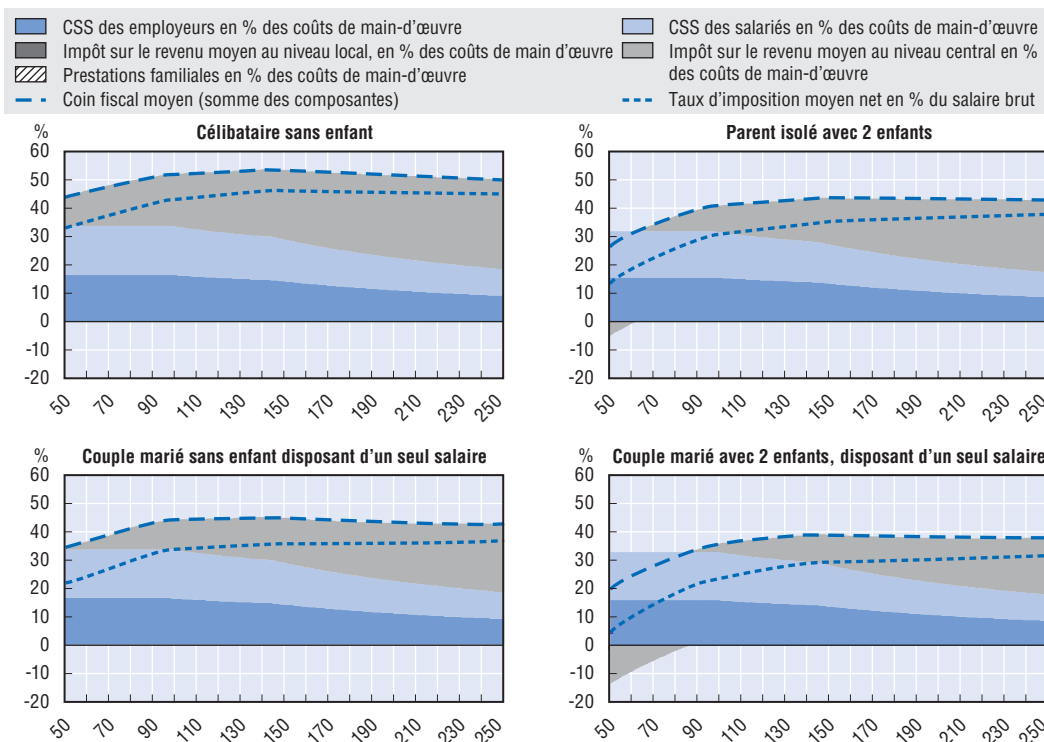 CSS des employeurs en % des coûts de main-d'œuvre
CSS des salariés en % des coûts de main-d'œuvre
Impôt sur le revenu moyen au niveau local, en % des coûts de main d'œuvre
Impôt sur le revenu moyen au niveau central en %
des coûts de main-d'œuvre
Prestations familiales en % des coûts de main-d'œuvre
Coin fiscal moyen (somme des composantes)
Taux d'imposition moyen net en % du salaire brut
% Célibataire sans enfant
60
50
40
30
20
10
0
-10
-20
50 70 90 110 130 150 170 190 210 230 250
% Parent isolé avec 2 enfants
60
50
40
30
20
10
0
-10
-20
50 70 90 110 130 150 170 190 210 230 250
% Couple marié sans enfant disposant d'un seul salaire
60
50
40
30
20
10
0
-10
-20
50 70 90 110 130 150 170 190 210 230 250
% Couple marié avec 2 enfants, disposant d'un seul salaire
60
50
40
30
20
10
0
-10
-20
50 70 90 110 130 150 170 190 210 230 250